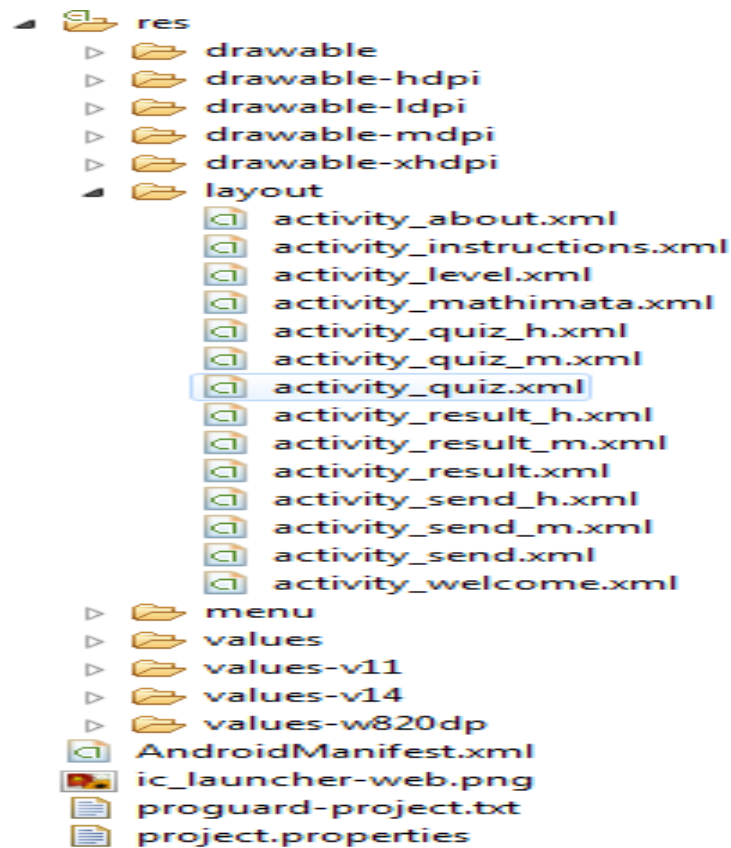 res
drawable
drawable-hdpi
drawable-ldpi
drawable-mdpi
drawable-xhdpi
layout
activity_about.xml
activity_instructions.xml
activity_level.xml
activity_mathimata.xml
activity_quiz_h.xml
activity_quiz_m.xml
activity_quiz.xml
activity_result_h.xml
activity_result_m.xml
activity_result.xml
activity_send_h.xml
activity_send_m.xml
activity_send.xml
activity_welcome.xml
menu
values
values-v11
values-v14
values-w820dp
AndroidManifest.xml
ic_launcher-web.png
proguard-project.txt
project.properties